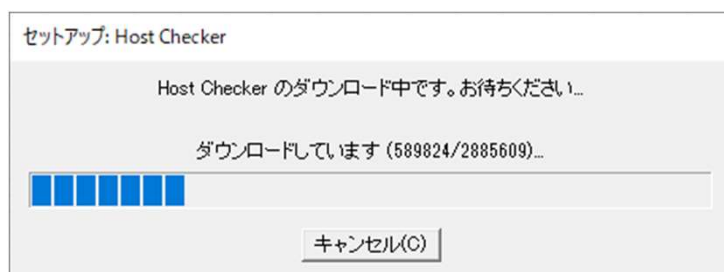 セットアップ: Host Checker
Host Checker のダウンロード中です。お待ちください...
ダウンロードしています (589824/2885609)...
キャンセル(C)